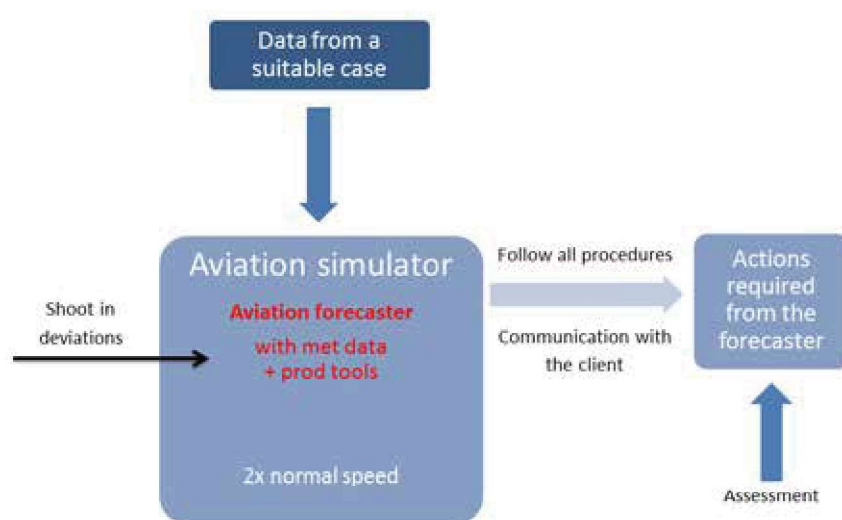 Data from a
suitable case
Aviation simulator
Aviation forecaster
with met data
+ prod tools
2x normal speed
Shoot in
deviations
Follow all procedures
Communication with
the client
Actions
required
from the
forecaster
Assessment